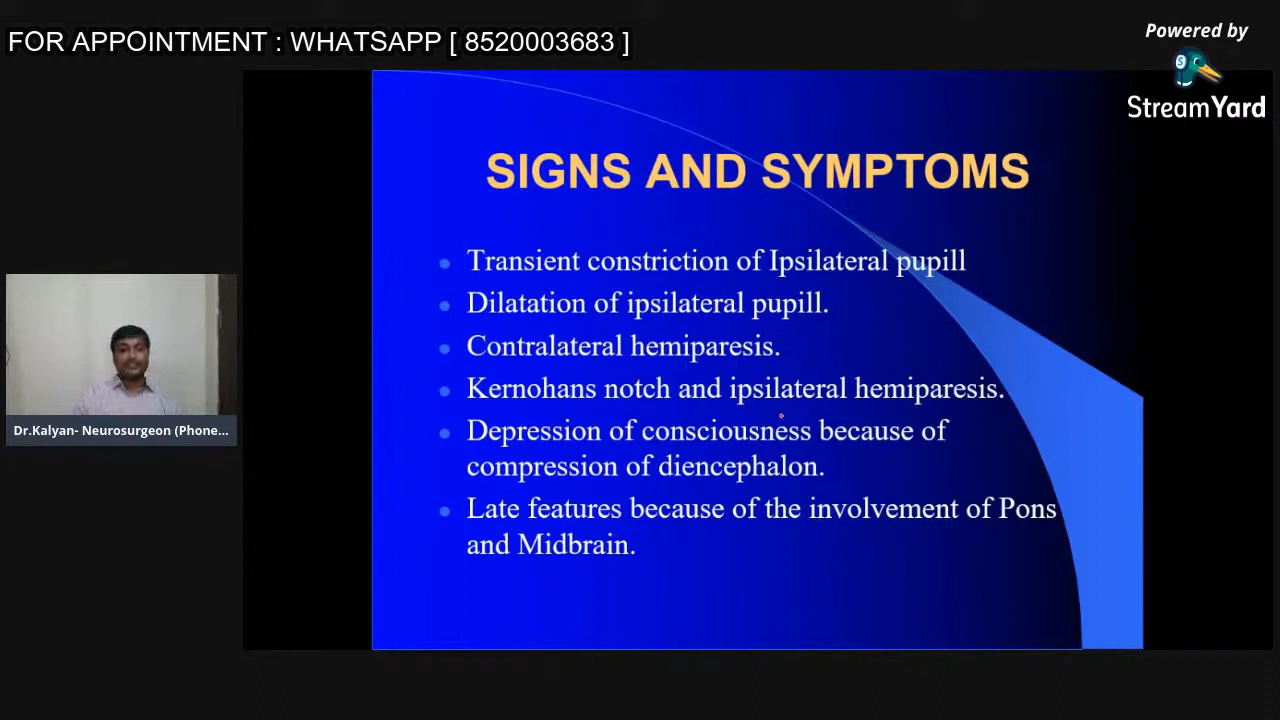 FOR APPOINTMENT : WHATSAPP [ 8520003683 ]
Powered by
StreamYard
SIGNS AND SYMPTOMS
Transient constriction of Ipsilateral pupill
Dilatation of ipsilateral pupill.
Contralateral hemiparesis.
Kernohans notch and ipsilateral hemiparesis.
Depression of consciousness because of
compression of diencephalon.
Late features because of the involvement of Pons
and Midbrain.
Dr.Kalyan- Neurosurgeon (Phone...